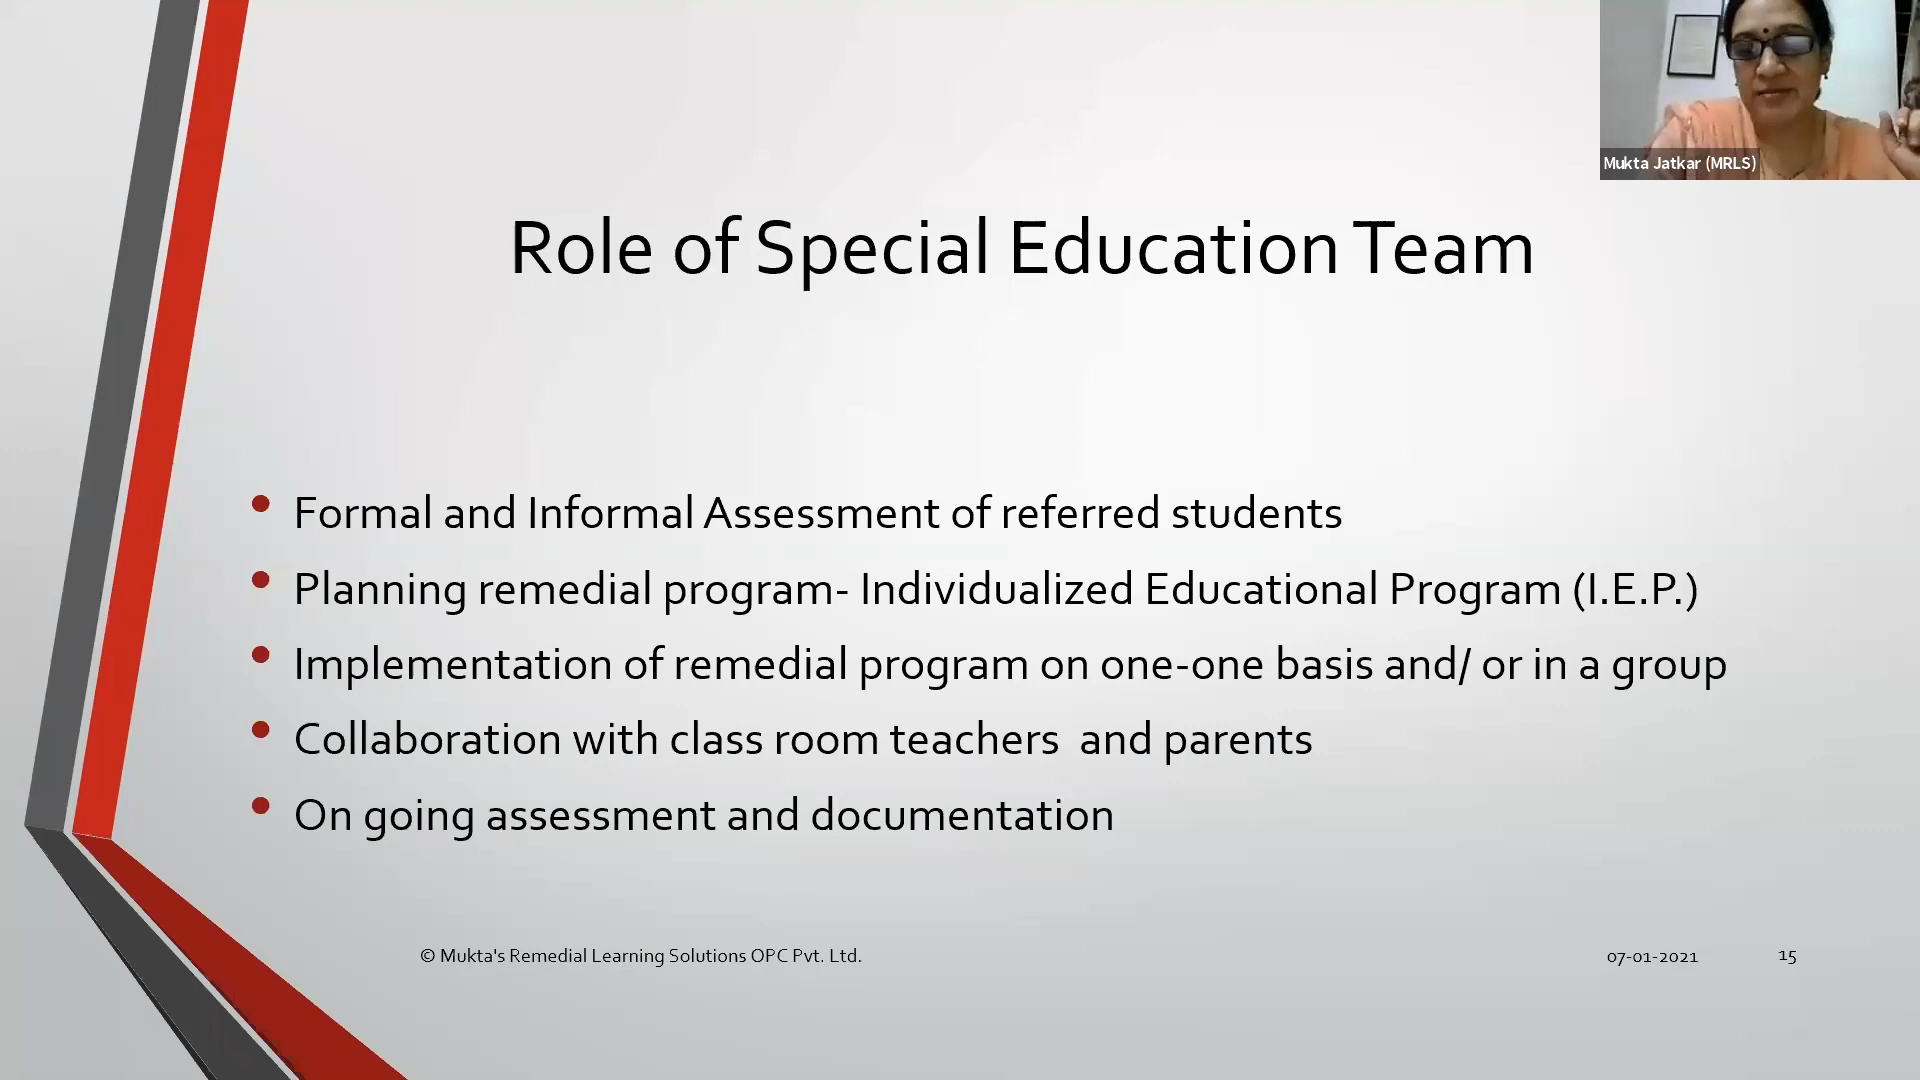 Mukta Jatkar (MRLS)
Role of Special Education Team
• Formal and Informal Assessment of referred students
• Planning remedial program- Individualized Educational Program (I.E.P.)
• Implementation of remedial program on one-one basis and/ or in a group
• Collaboration with class room teachers  and parents
• On going assessment and documentation
© Mukta's Remedial Learning Solutions OPC Pvt. Ltd.
07-01-2021
15